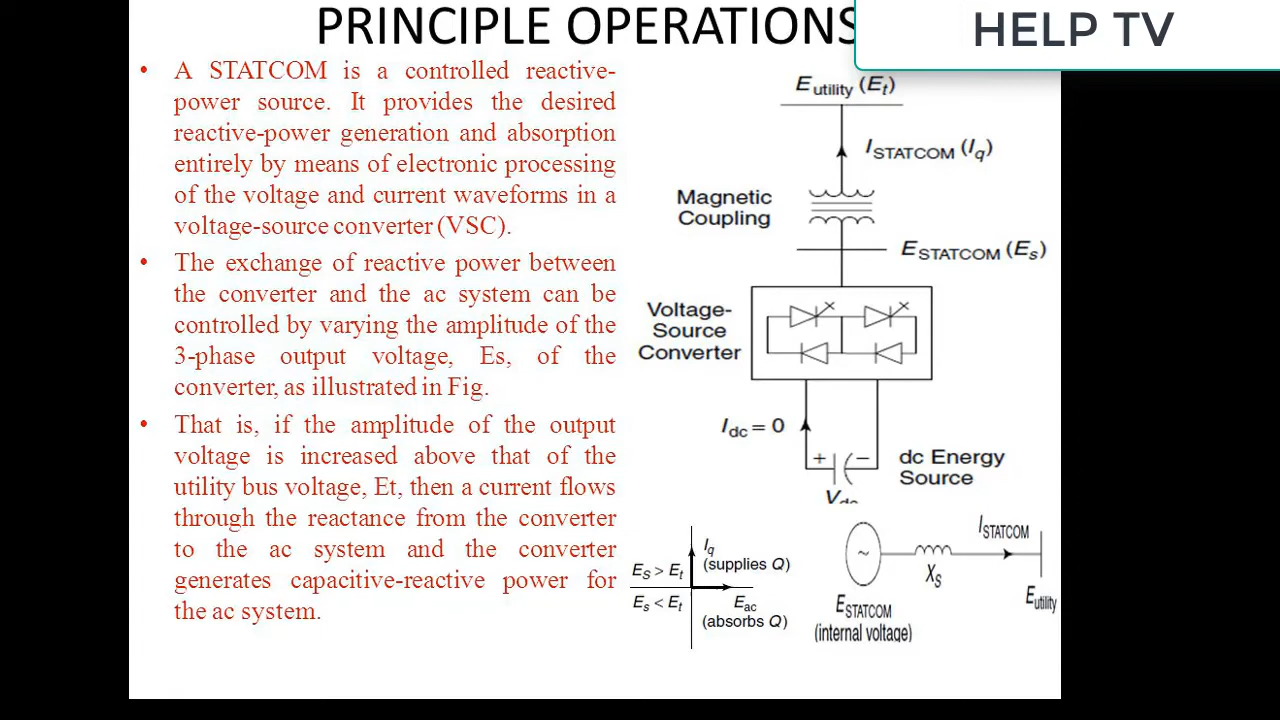 PRINCIPLE OPERATIONS
HELP TV
• A STATCOM is a controlled reactive-
power source. It provides the desired
reactive-power generation and absorption
entirely by means of electronic processing
of the voltage and current waveforms in a
voltage-source converter (VSC).
• The exchange of reactive power between
the converter and the ac system can be
controlled by varying the amplitude of the
3-phase output voltage, Es, of the
converter, as illustrated in Fig.
• That is, if the amplitude of the output
voltage is increased above that of the
utility bus voltage, Et, then a current flows
through the reactance from the converter
to the ac system and the converter
generates capacitive-reactive power for
the ac system.
E utility (Et)
I STATCOM (Iq)
Magnetic
Coupling
E STATCOM (Es)
Voltage-
Source
Converter
Idc = 0
+ −
dc Energy
Source
Vdc
Iq
(supplies Q)
ES > Et
Es < Et
Eac
(absorbs Q)
~
ISTATCOM
XS
ESTATCOM
(internal voltage)
Eutility